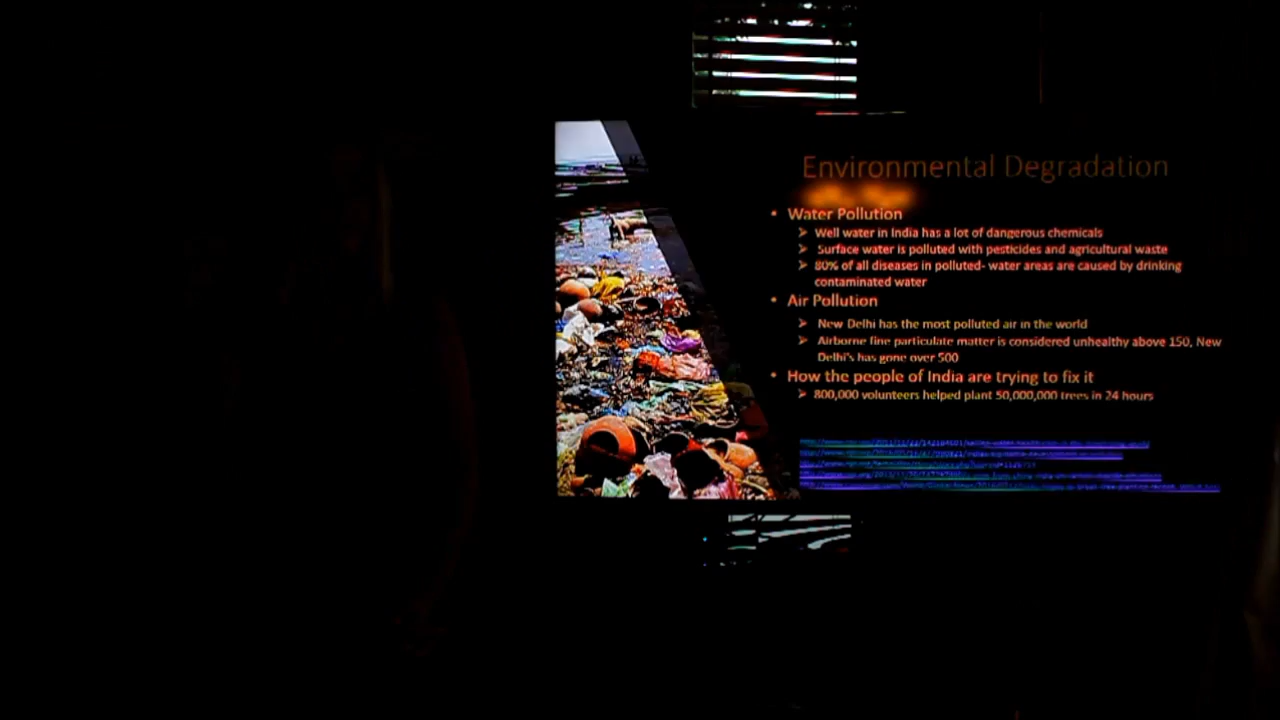 Environmental Degradation
• Water Pollution
➤ Well water in India has a lot of dangerous chemicals
➤ Surface water is polluted with pesticides and agricultural waste
➤ 80% of all diseases in polluted- water areas are caused by drinking
contaminated water
• Air Pollution
➤ New Delhi has the most polluted air in the world
➤ Airborne fine particulate matter is considered unhealthy above 150, New
Delhi's has gone over 500
• How the people of India are trying to fix it
➤ 800,000 volunteers helped plant 50,000,000 trees in 24 hours